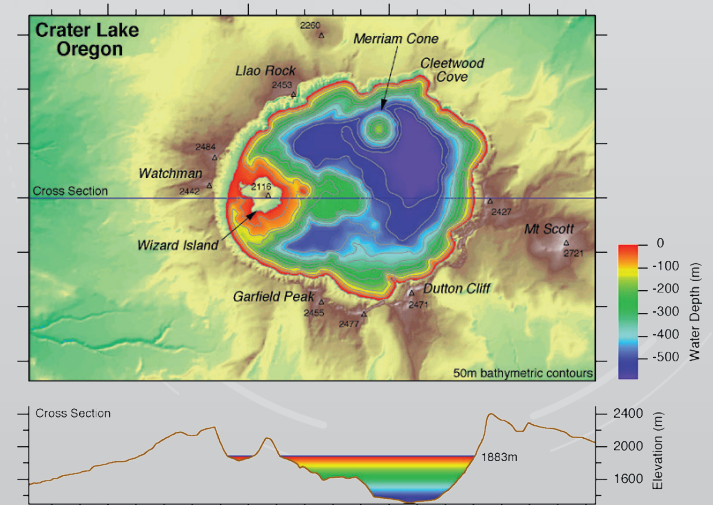 Crater Lake
Oregon
2260
Merriam Cone
Cleetwood
Cove
Llao Rock
2453
2484
Watchman
2442
2116
Cross Section
2427
Mt Scott
2721
Wizard Island
Garfield Peak
2455
2477
Dutton Cliff
2471
50m bathymetric contours
0
-100
-200
-300
-400
-500
Water Depth (m)
Cross Section
1883m
2400
2000
1600
Elevation (m)